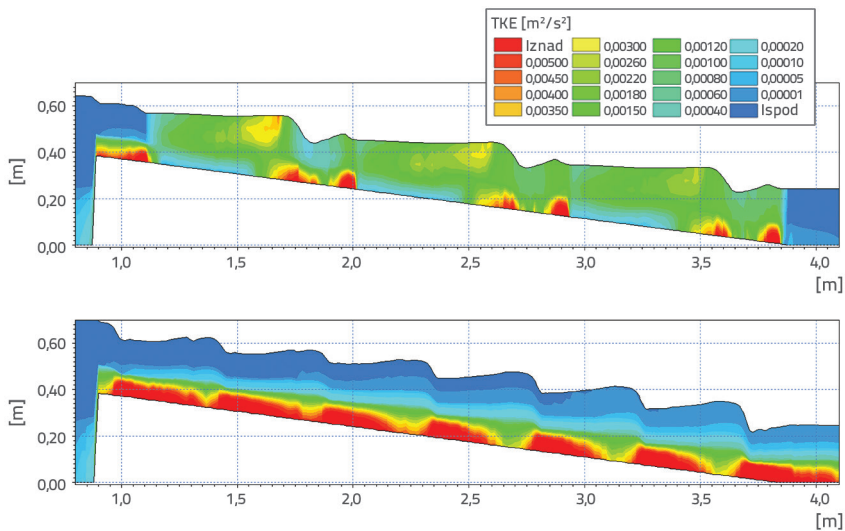 TKE [m²/s²]
Iznad 0,00300 0,00120 0,00020
0,00500 0,00260 0,00100 0,00010
0,00450 0,00220 0,00080 0,00005
0,00400 0,00180 0,00060 0,00001
0,00350 0,00150 0,00040 Ispod
0,60
0,40
0,20
0,00
[m]
1,0 1,5 2,0 2,5 3,0 3,5 4,0
[m]
0,60
0,40
0,20
0,00
[m]
1,0 1,5 2,0 2,5 3,0 3,5 4,0
[m]